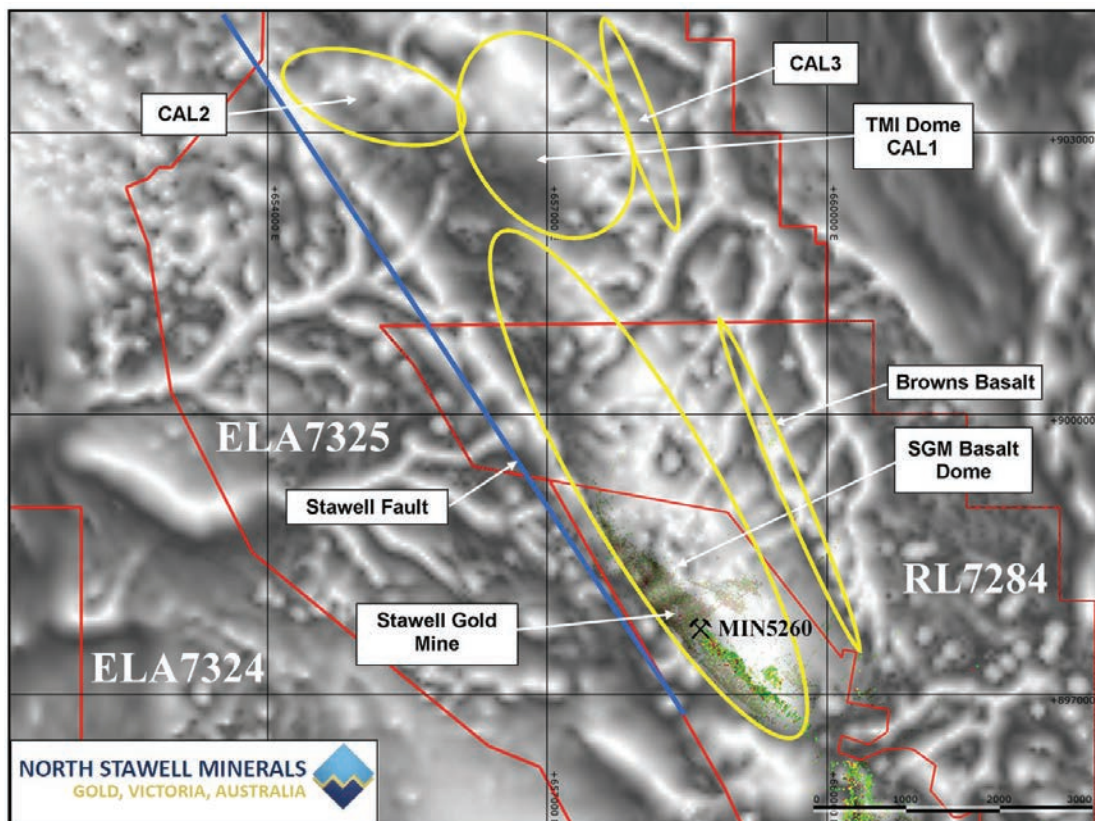 CAL2
CAL3
TMI Dome
CAL1
+903000
+654000 E
+657000 E
+660000 E
Browns Basalt
+900000
ELA7325
SGM Basalt
Dome
Stawell Fault
RL7284
Stawell Gold
Mine
MIN5260
ELA7324
+897000
NORTH STAWELL MINERALS
GOLD, VICTORIA, AUSTRALIA
+657000
0 1000 2000 3000